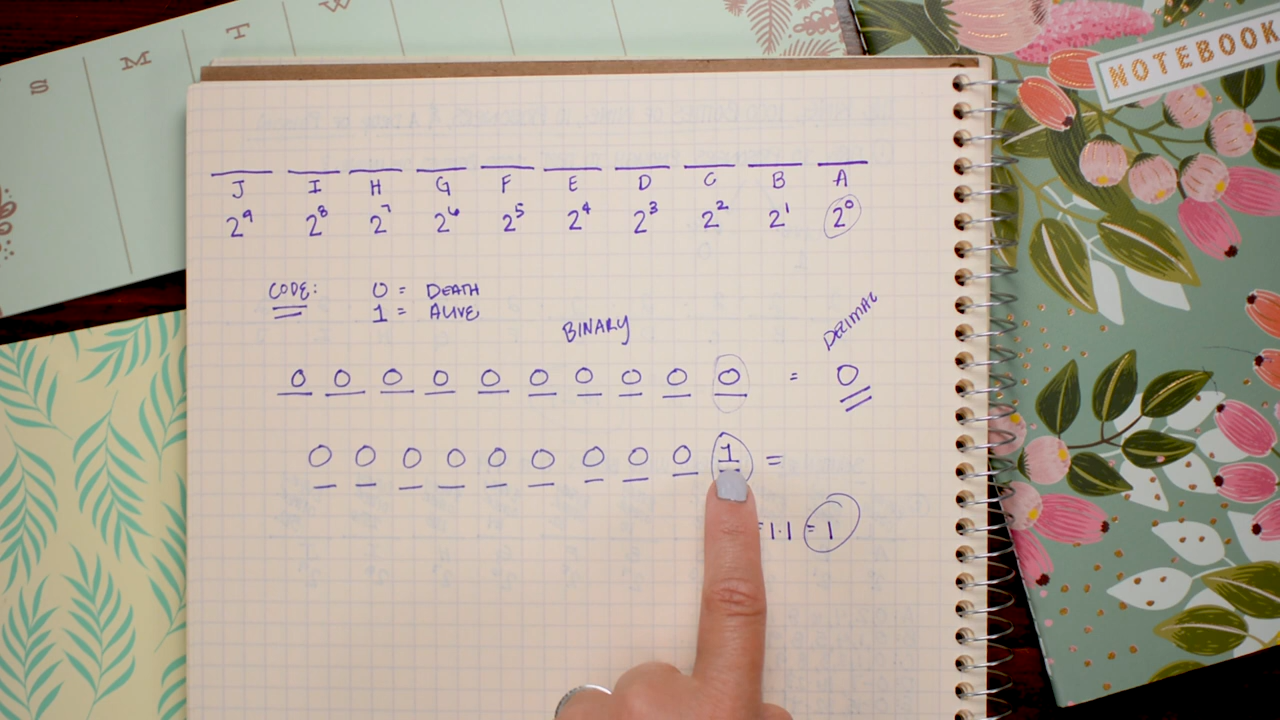 S M T W
NOTEBOOK
J I H G F E D C B A
2⁹ 2⁸ 2⁷ 2⁶ 2⁵ 2⁴ 2³ 2² 2¹ 2⁰
CODE: 0 = DEATH
1 = ALIVE
BINARY
DECIMAL
0 0 0 0 0 0 0 0 0 0 = 0
0 0 0 0 0 0 0 0 0 1 =
= 1·1 = 1